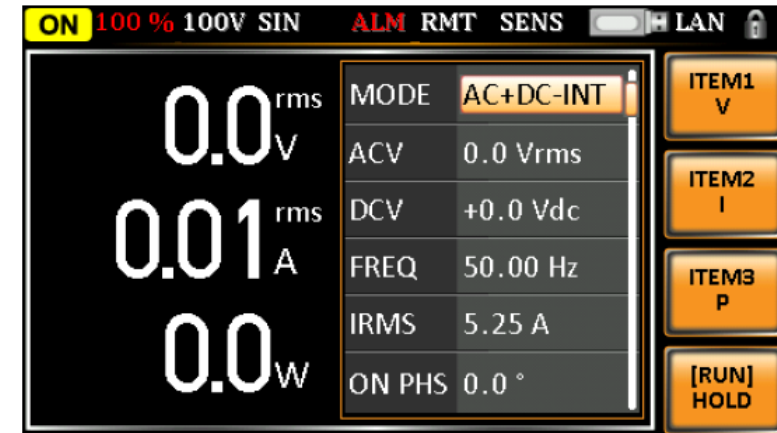 ON 100 % 100V SIN ALM RMT SENS LAN
0.0 rms V
0.01 rms A
0.0 W
MODE AC+DC-INT
ACV 0.0 Vrms
DCV +0.0 Vdc
FREQ 50.00 Hz
IRMS 5.25 A
ON PHS 0.0 °
ITEM1
V
ITEM2
I
ITEM3
P
[RUN]
HOLD